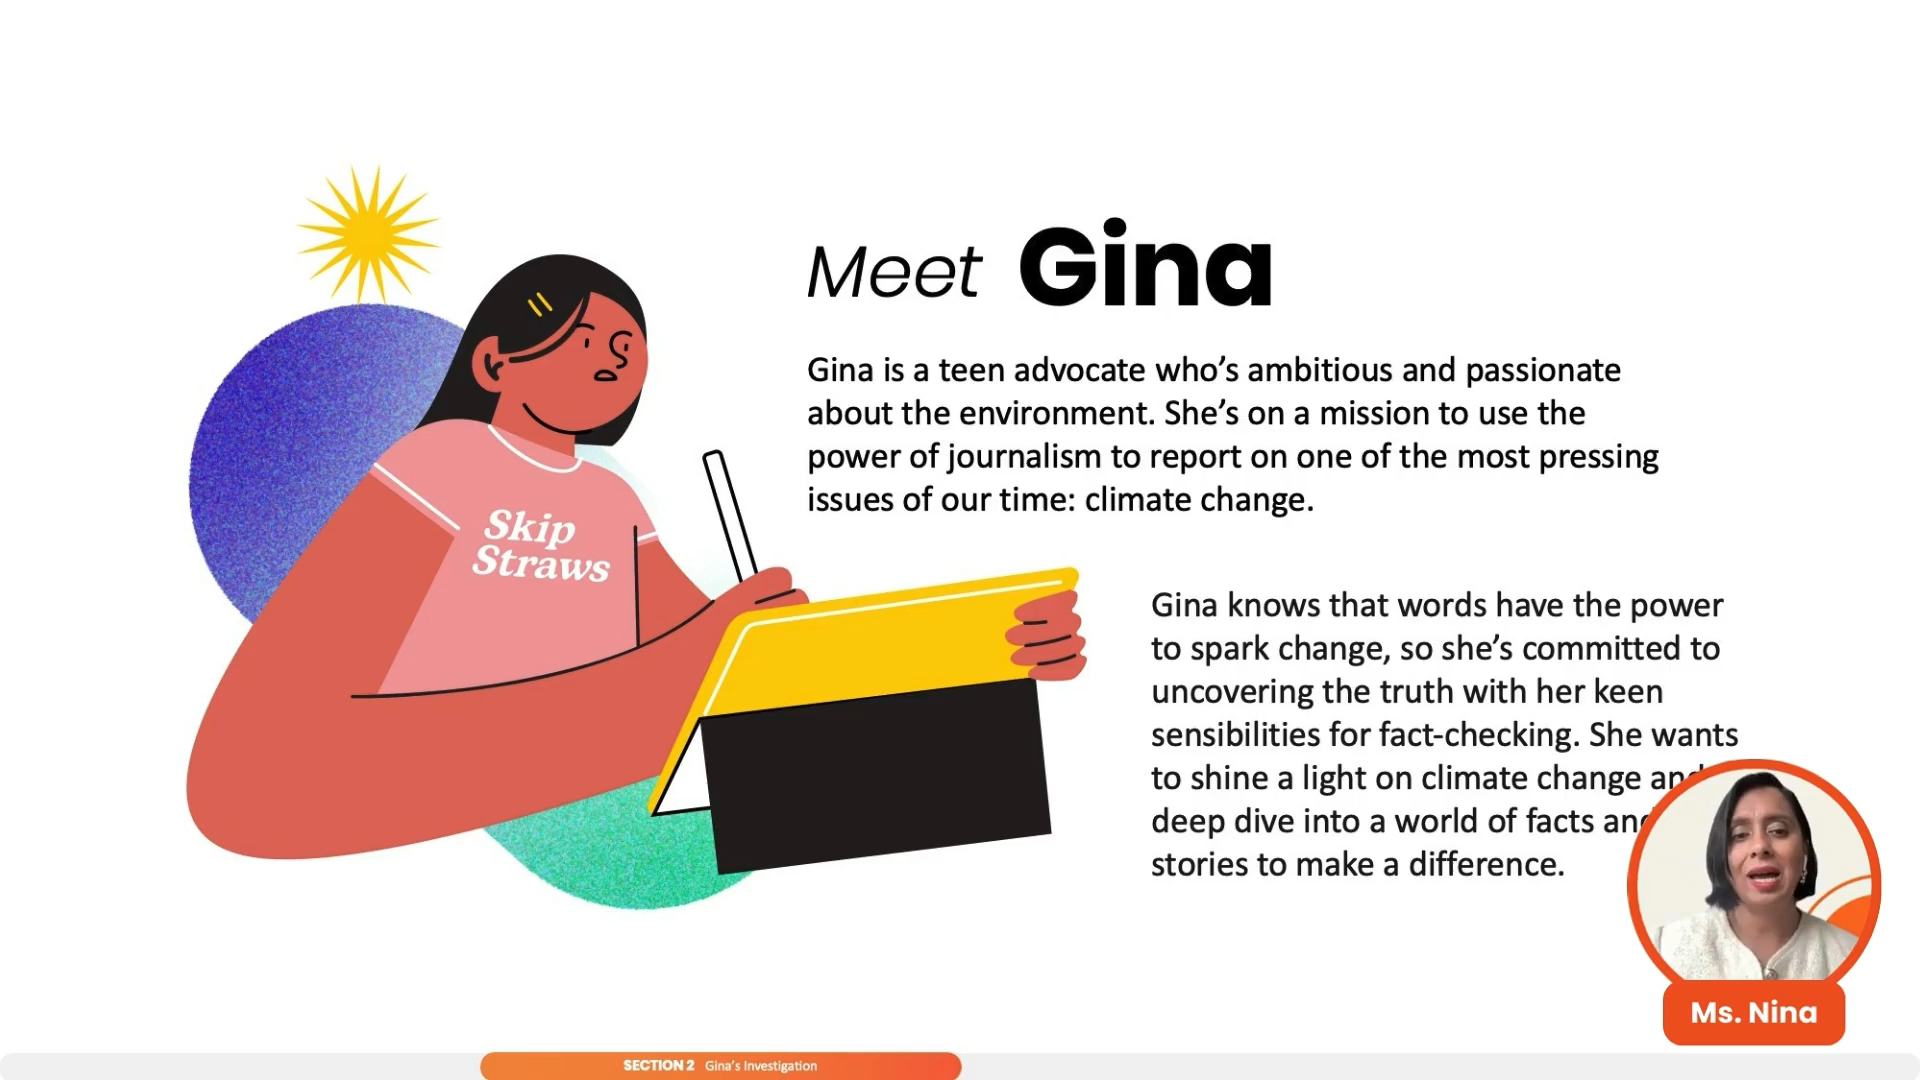 Meet Gina
Gina is a teen advocate who’s ambitious and passionate
about the environment. She’s on a mission to use the
power of journalism to report on one of the most pressing
issues of our time: climate change.
Skip
Straws
Gina knows that words have the power
to spark change, so she’s committed to
uncovering the truth with her keen
sensibilities for fact-checking. She wants
to shine a light on climate change and
deep dive into a world of facts and
stories to make a difference.
Ms. Nina
SECTION 2 Gina’s Investigation